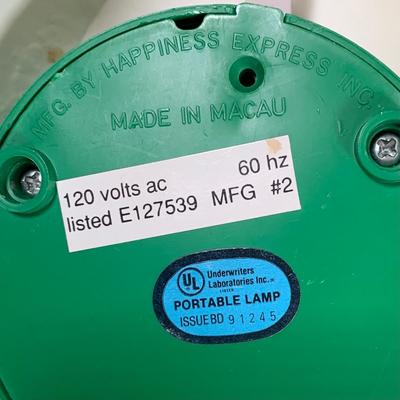 MFG. BY HAPPINESS EXPRESS INC.
MADE IN MACAU
120 volts ac 60 hz
listed E127539 MFG #2
UL
Underwriters
Laboratories Inc.™
LISTED
PORTABLE LAMP
ISSUE BD 91245